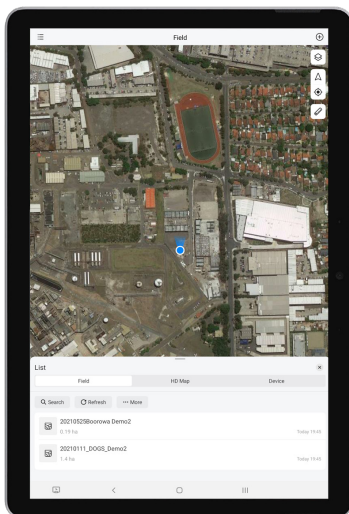 Field
List
Field HD Map Device
Search Refresh ••• More
20210525Boorowa Demo2
0.19 ha Today 19:45
20210111_DOGS_Demo2
1.4 ha Today 19:45